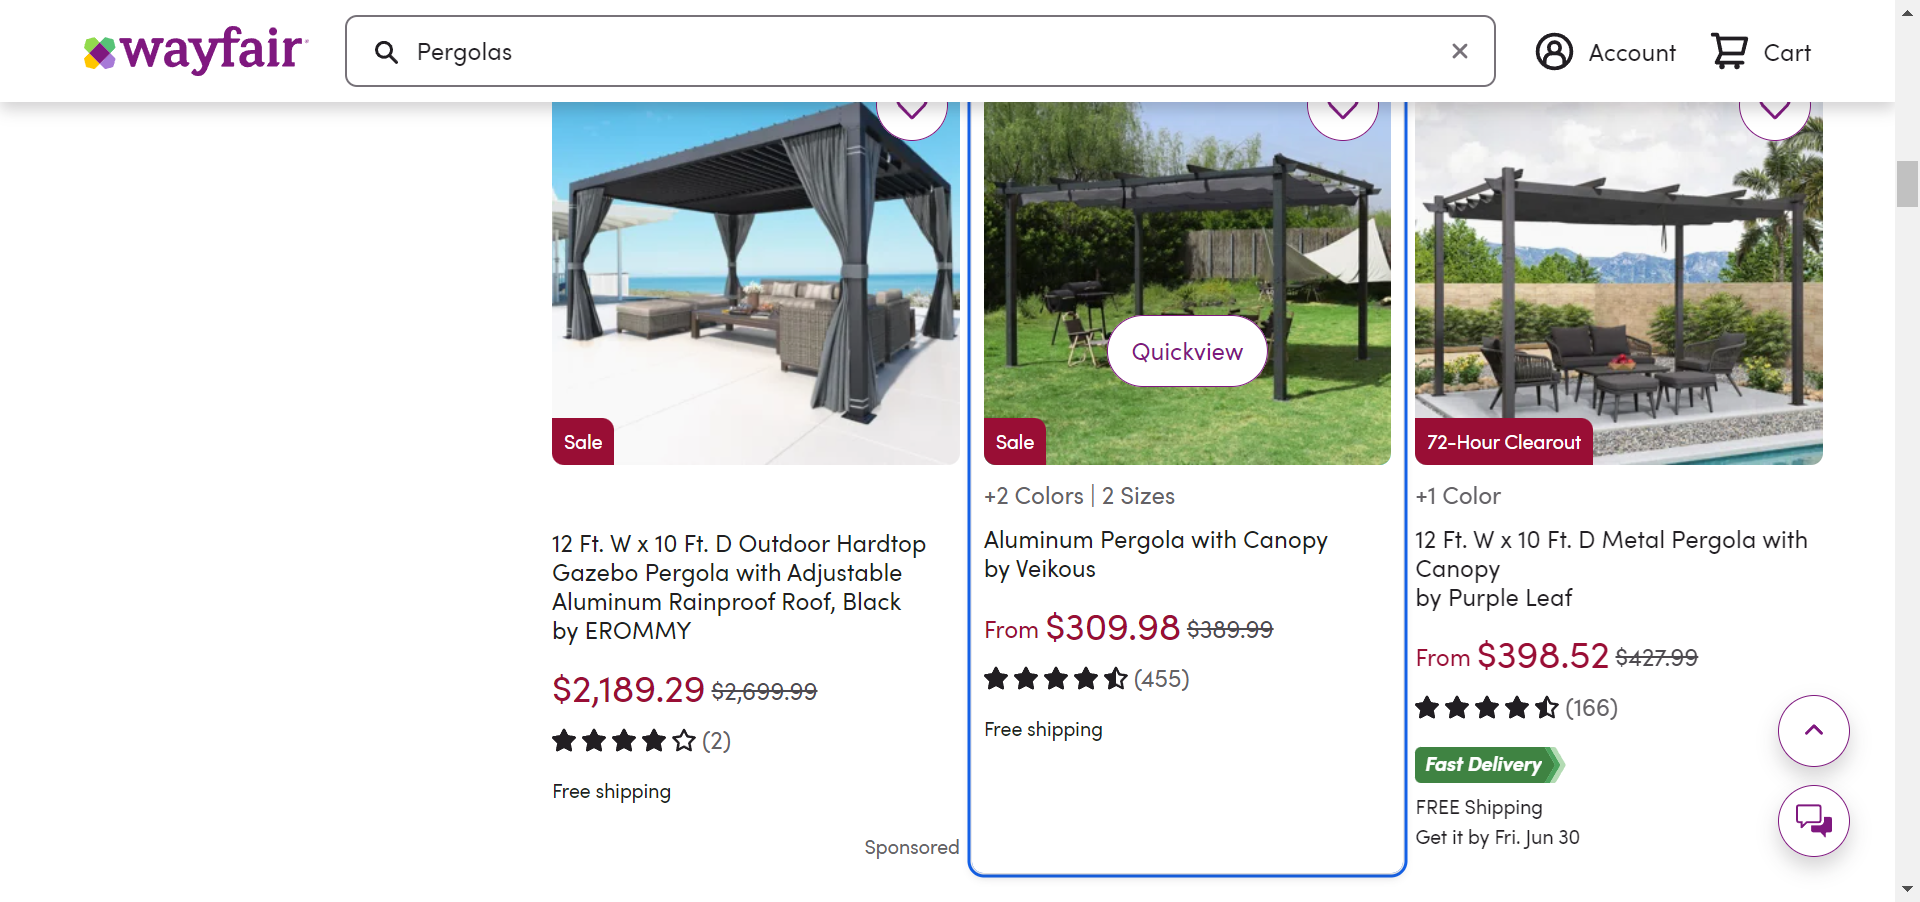 wayfair
Pergolas
Account
Cart
Sale
12 Ft. W x 10 Ft. D Outdoor Hardtop
Gazebo Pergola with Adjustable
Aluminum Rainproof Roof, Black
by EROMMY
$2,189.29 $2,699.99
(2)
Free shipping
Sponsored
Quickview
Sale
+2 Colors | 2 Sizes
Aluminum Pergola with Canopy
by Veikous
From $309.98 $389.99
(455)
Free shipping
72-Hour Clearout
+1 Color
12 Ft. W x 10 Ft. D Metal Pergola with
Canopy
by Purple Leaf
From $398.52 $427.99
(166)
Fast Delivery
FREE Shipping
Get it by Fri. Jun 30